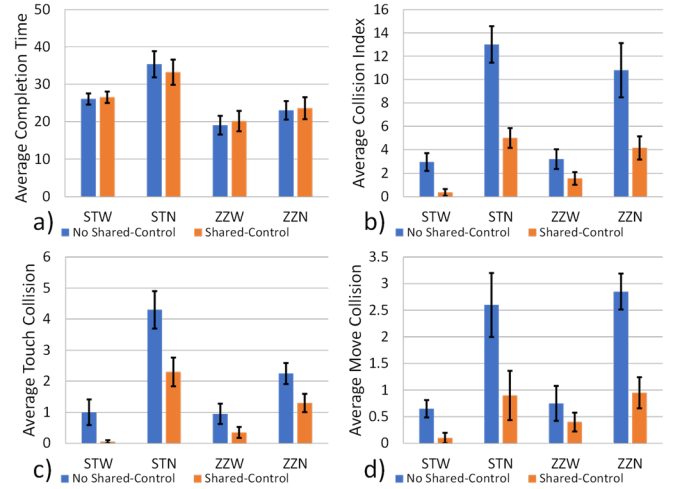 Average Completion Time
50
40
30
20
10
0
STW STN ZZW ZZN
a) No Shared-Control Shared-Control
Average Collision Index
16
14
12
10
8
6
4
2
0
STW STN ZZW ZZN
b) No Shared-Control Shared-Control
Average Touch Collision
6
5
4
3
2
1
0
STW STN ZZW ZZN
c) No Shared-Control Shared-Control
Average Move Collision
3.5
3
2.5
2
1.5
1
0.5
0
STW STN ZZW ZZN
d) No Shared-Control Shared-Control